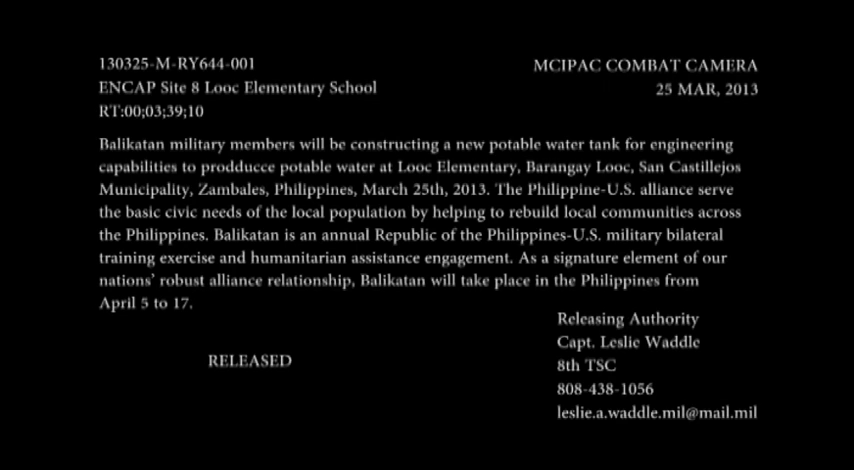 130325-M-RY644-001
MCIPAC COMBAT CAMERA
ENCAP Site 8 Looc Elementary School
25 MAR, 2013
RT:00;03;39;10
Balikatan military members will be constructing a new potable water tank for engineering
capabilities to prodducce potable water at Looc Elementary, Barangay Looc, San Castillejos
Municipality, Zambales, Philippines, March 25th, 2013. The Philippine-U.S. alliance serve
the basic civic needs of the local population by helping to rebuild local communities across
the Philippines. Balikatan is an annual Republic of the Philippines-U.S. military bilateral
training exercise and humanitarian assistance engagement. As a signature element of our
nations’ robust alliance relationship, Balikatan will take place in the Philippines from
April 5 to 17.
RELEASED
Releasing Authority
Capt. Leslie Waddle
8th TSC
808-438-1056
leslie.a.waddle.mil@mail.mil